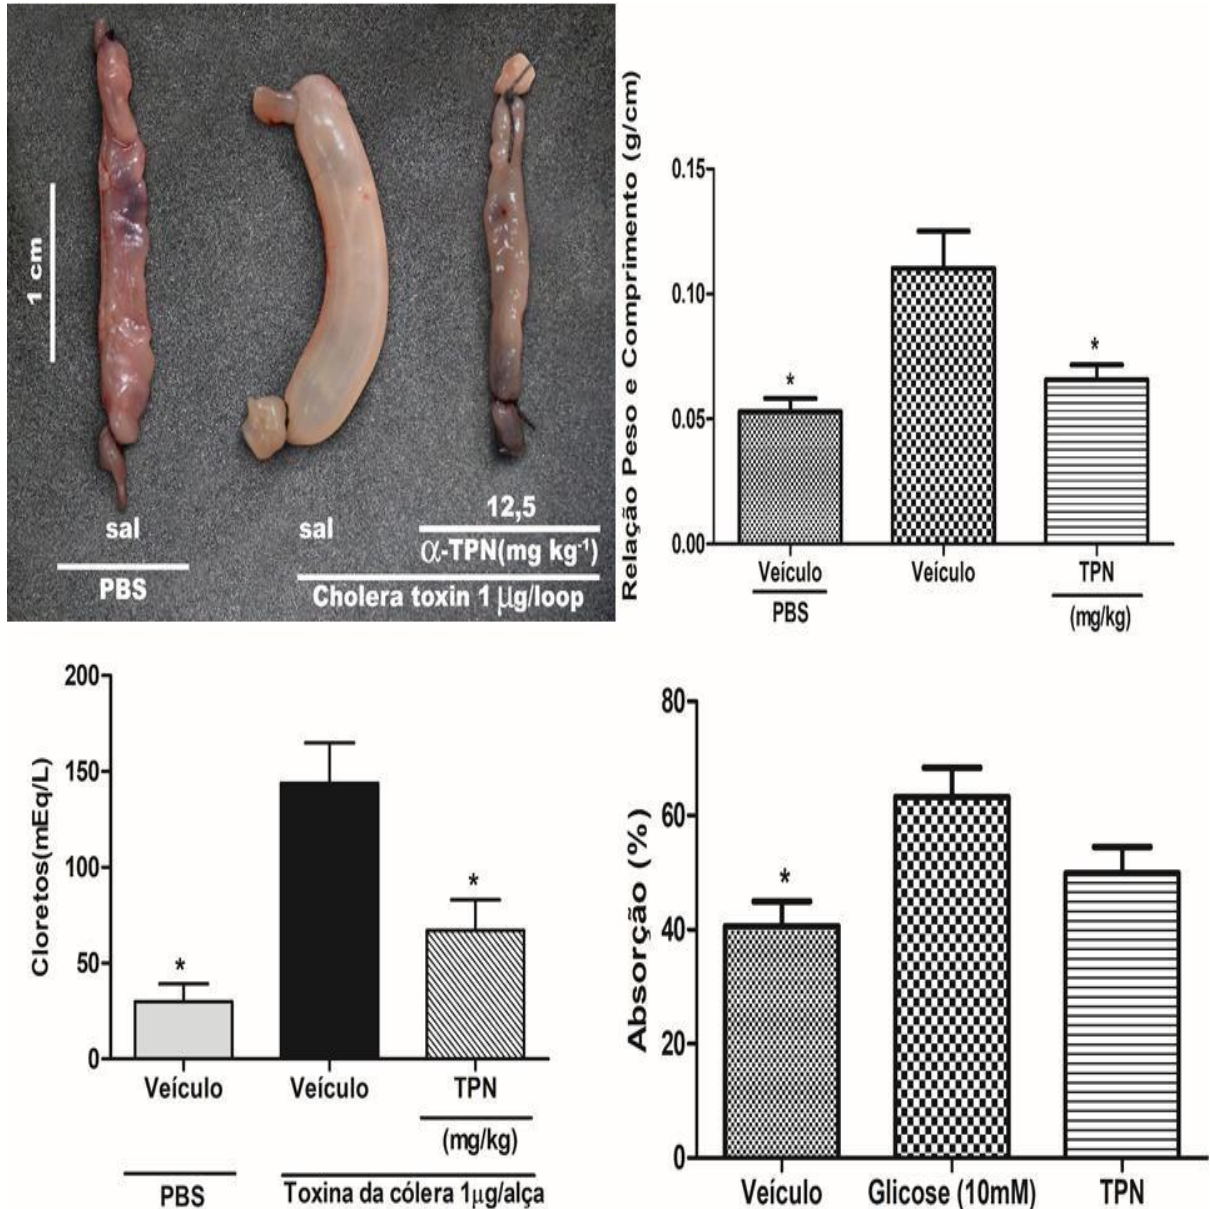 1 cm
sal
PBS
sal
12,5
α-TPN(mg kg⁻¹)
Cholera toxin 1 μg/loop
Relação Peso e Comprimento (g/cm)
0.15
0.10
0.05
0.00
*
*
Veículo
Veículo
TPN
PBS
(mg/kg)
Cloretos(mEq/L)
200
150
100
50
0
*
*
Veículo
Veículo
TPN
(mg/kg)
PBS
Toxina da cólera 1μg/alça
Absorção (%)
80
60
40
20
0
*
Veículo
Glicose (10mM)
TPN